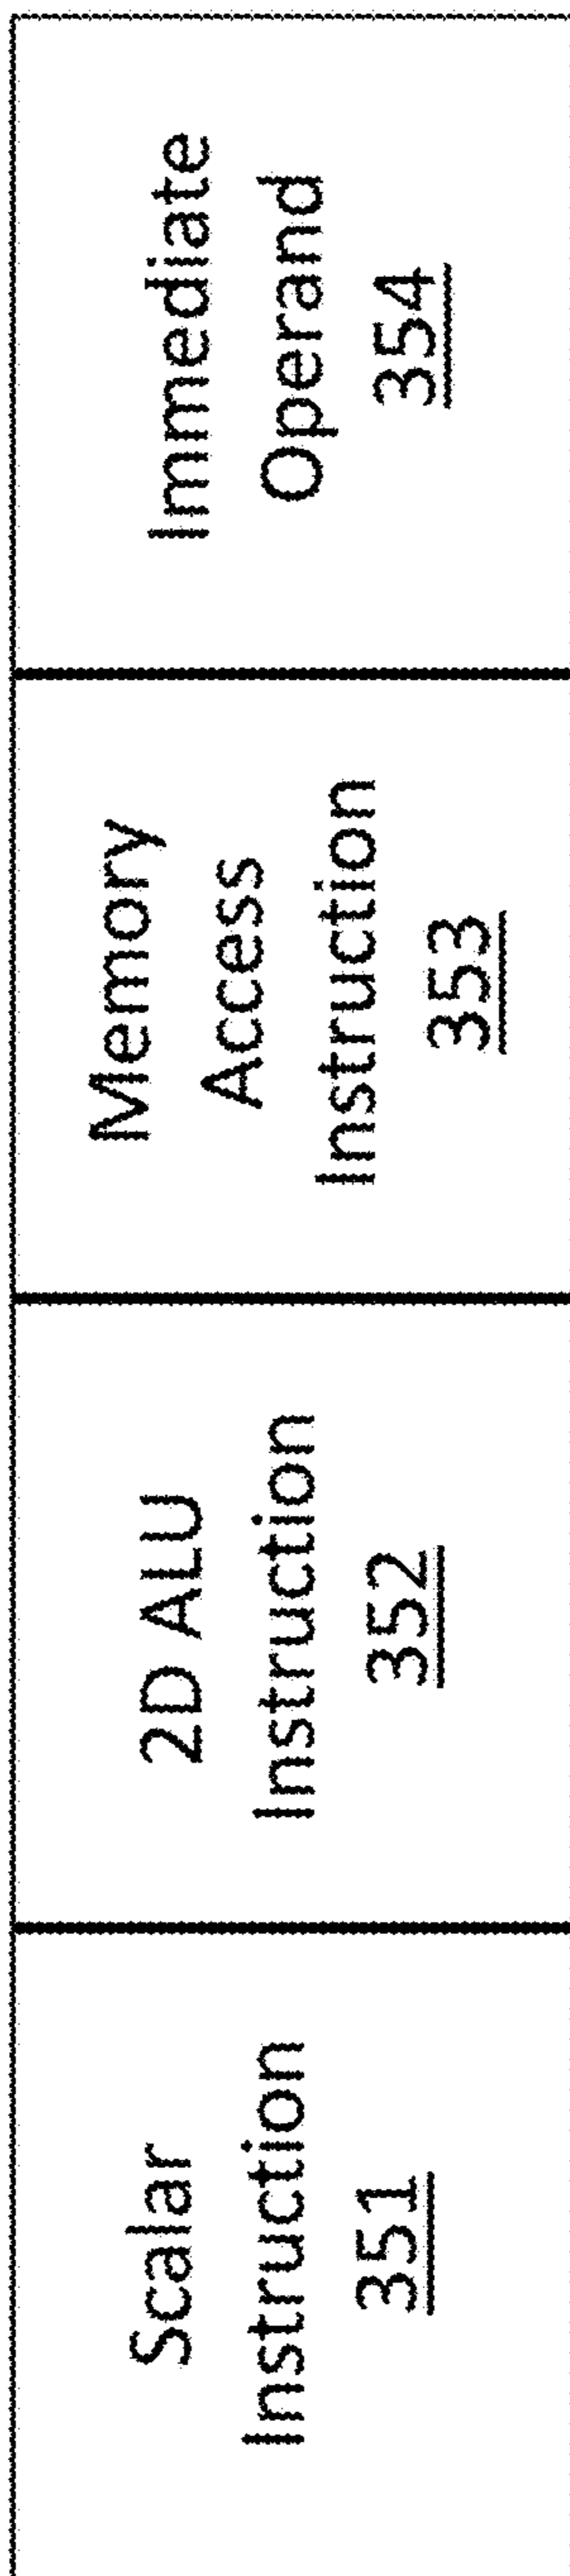 Scalar
Instruction
351
2D ALU
Instruction
352
Memory
Access
Instruction
353
Immediate
Operand
354